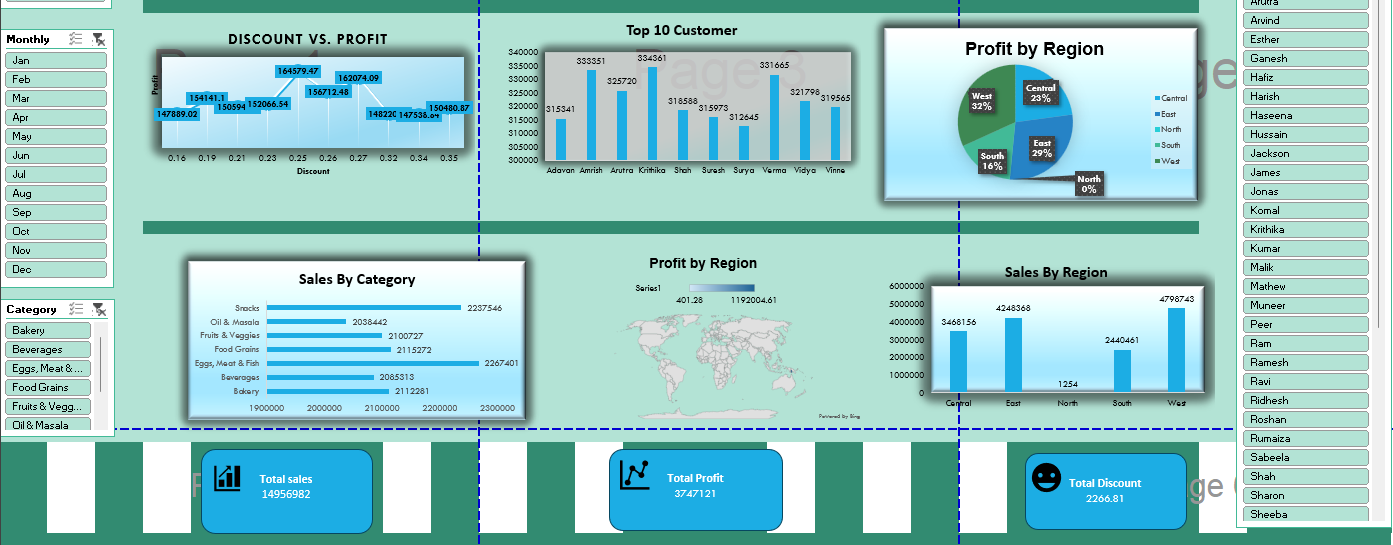 Monthly
Jan
Feb
Mar
Apr
May
Jun
Jul
Aug
Sep
Oct
Nov
Dec
Category
Bakery
Beverages
Eggs, Meat & ...
Food Grains
Fruits & Vegg...
Oil & Masala
DISCOUNT VS. PROFIT
Profit
147889.02
154141.1
150594
152066.54
164579.47
156712.48
162074.09
148220
147538.64
150480.87
0.16 0.19 0.21 0.23 0.25 0.26 0.27 0.32 0.34 0.35
Discount
Top 10 Customer
Page 3
340000
335000
330000
325000
320000
315000
310000
305000
300000
315341
333351
325720
334361
318588
315973
312645
331665
321798
319565
Adavan Amrish Arutra Krithika Shah Suresh Surya Verma Vidya Vinne
Profit by Region
Central
23%
East
29%
North
0%
South
16%
West
32%
Central
East
North
South
West
Sales By Category
Snacks 2237546
Oil & Masala 2038442
Fruits & Veggies 2100727
Food Grains 2115272
Eggs, Meat & Fish 2267401
Beverages 2085313
Bakery 2112281
1900000 2000000 2100000 2200000 2300000
Profit by Region
Series1
401.28 1192004.61
Powered by Bing
Sales By Region
6000000
5000000
4000000
3000000
2000000
1000000
0
3468156
4248368
1254
2440461
4798743
Central East North South West
Total sales
14956982
Total Profit
3747121
Total Discount
2266.81
Arutra
Arvind
Esther
Ganesh
Hafiz
Harish
Haseena
Hussain
Jackson
James
Jonas
Komal
Krithika
Kumar
Malik
Mathew
Muneer
Peer
Ram
Ramesh
Ravi
Ridhesh
Roshan
Rumaiza
Sabeela
Shah
Sharon
Sheeba